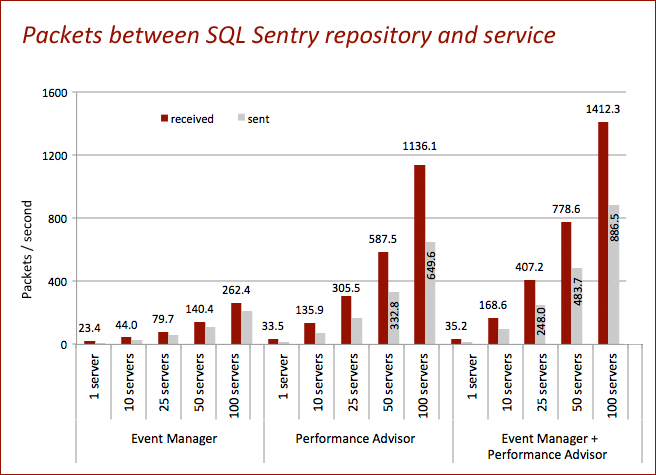 Packets between SQL Sentry repository and service
Packets / second
1600
1200
800
400
0
received
sent
23.4
44.0
79.7
140.4
262.4
33.5
135.9
305.5
587.5
332.8
1136.1
649.6
35.2
168.6
407.2
248.0
778.6
483.7
1412.3
886.5
1 server
10 servers
25 servers
50 servers
100 servers
1 server
10 servers
25 servers
50 servers
100 servers
1 server
10 servers
25 servers
50 servers
100 servers
Event Manager
Performance Advisor
Event Manager +
Performance Advisor